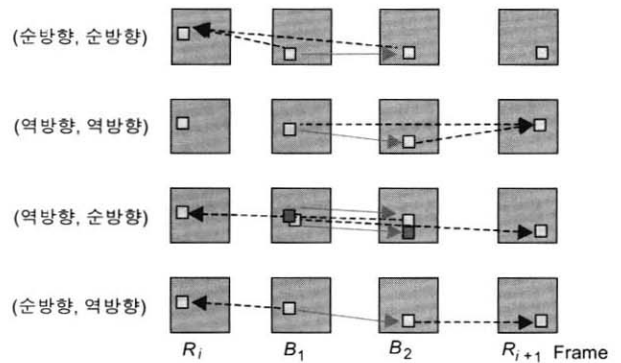 (순방향, 순방향)
(역방향, 역방향)
(역방향, 순방향)
(순방향, 역방향)
Ri B1 B2 Ri+1 Frame